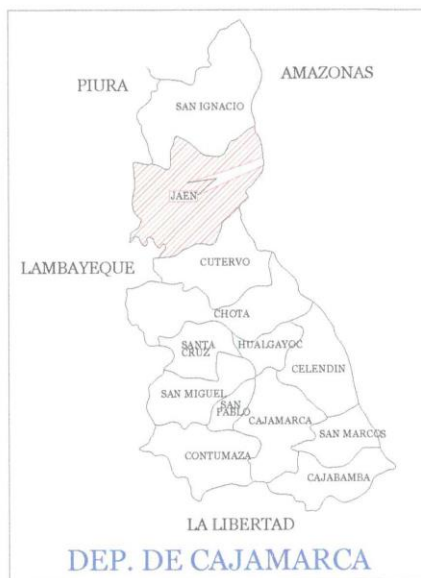 PIURA
AMAZONAS
SAN IGNACIO
JAEN
LAMBAYEQUE
CUTERVO
CHOTA
SANTA
CRUZ
HUALGAYOC
CELENDIN
SAN MIGUEL
SAN
PABLO
CAJAMARCA
SAN MARCOS
CONTUMAZA
CAJABAMBA
LA LIBERTAD
DEP. DE CAJAMARCA